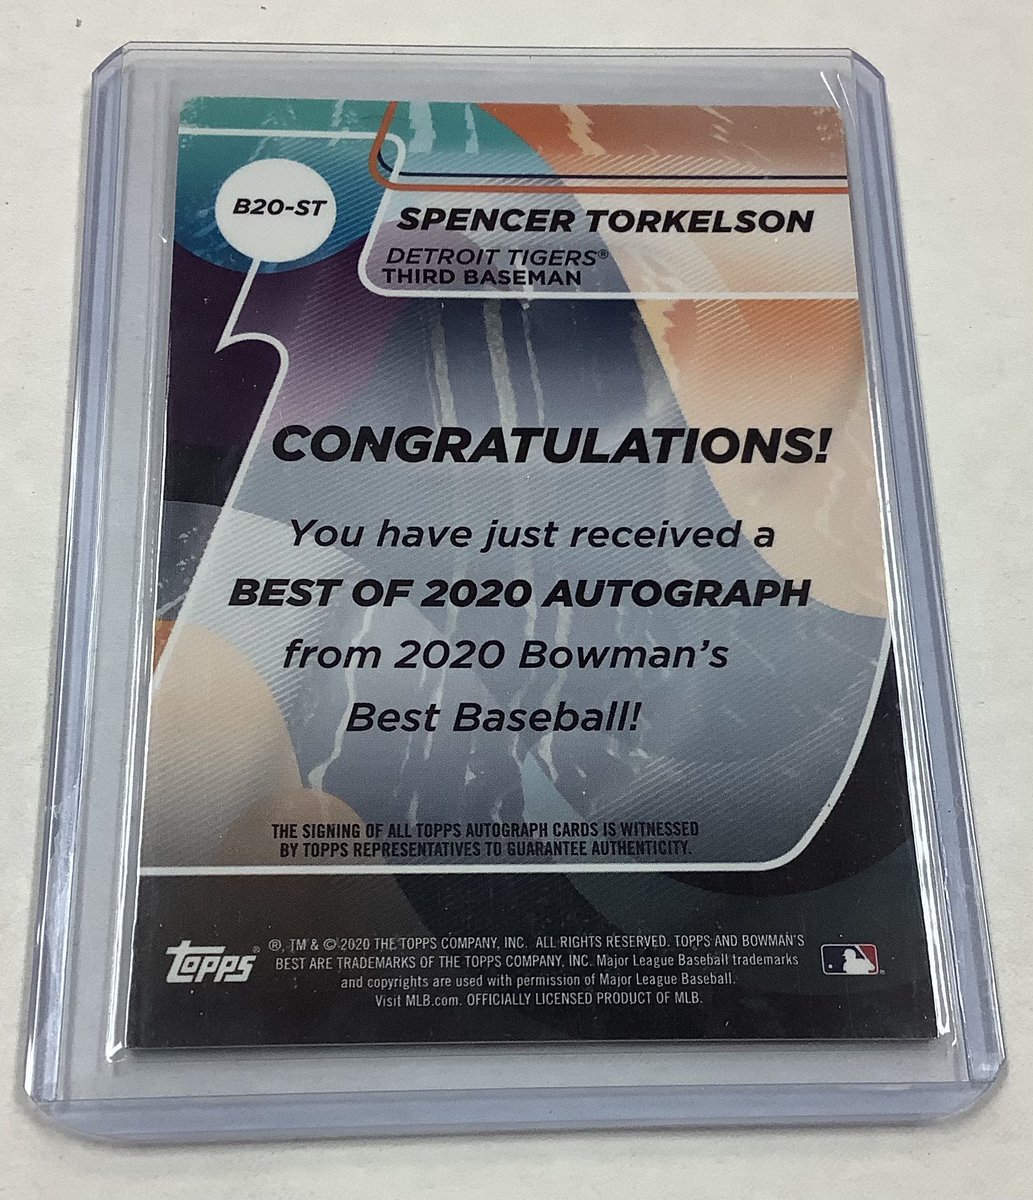 B20-ST
SPENCER TORKELSON
DETROIT TIGERS®
THIRD BASEMAN
CONGRATULATIONS!
You have just received a
BEST OF 2020 AUTOGRAPH
from 2020 Bowman's
Best Baseball!
THE SIGNING OF ALL TOPPS AUTOGRAPH CARDS IS WITNESSED
BY TOPPS REPRESENTATIVES TO GUARANTEE AUTHENTICITY.
topps®
®, TM & © 2020 THE TOPPS COMPANY, INC. ALL RIGHTS RESERVED. TOPPS AND BOWMAN'S
BEST ARE TRADEMARKS OF THE TOPPS COMPANY, INC. Major League Baseball trademarks
and copyrights are used with permission of Major League Baseball.
Visit MLB.com. OFFICIALLY LICENSED PRODUCT OF MLB.